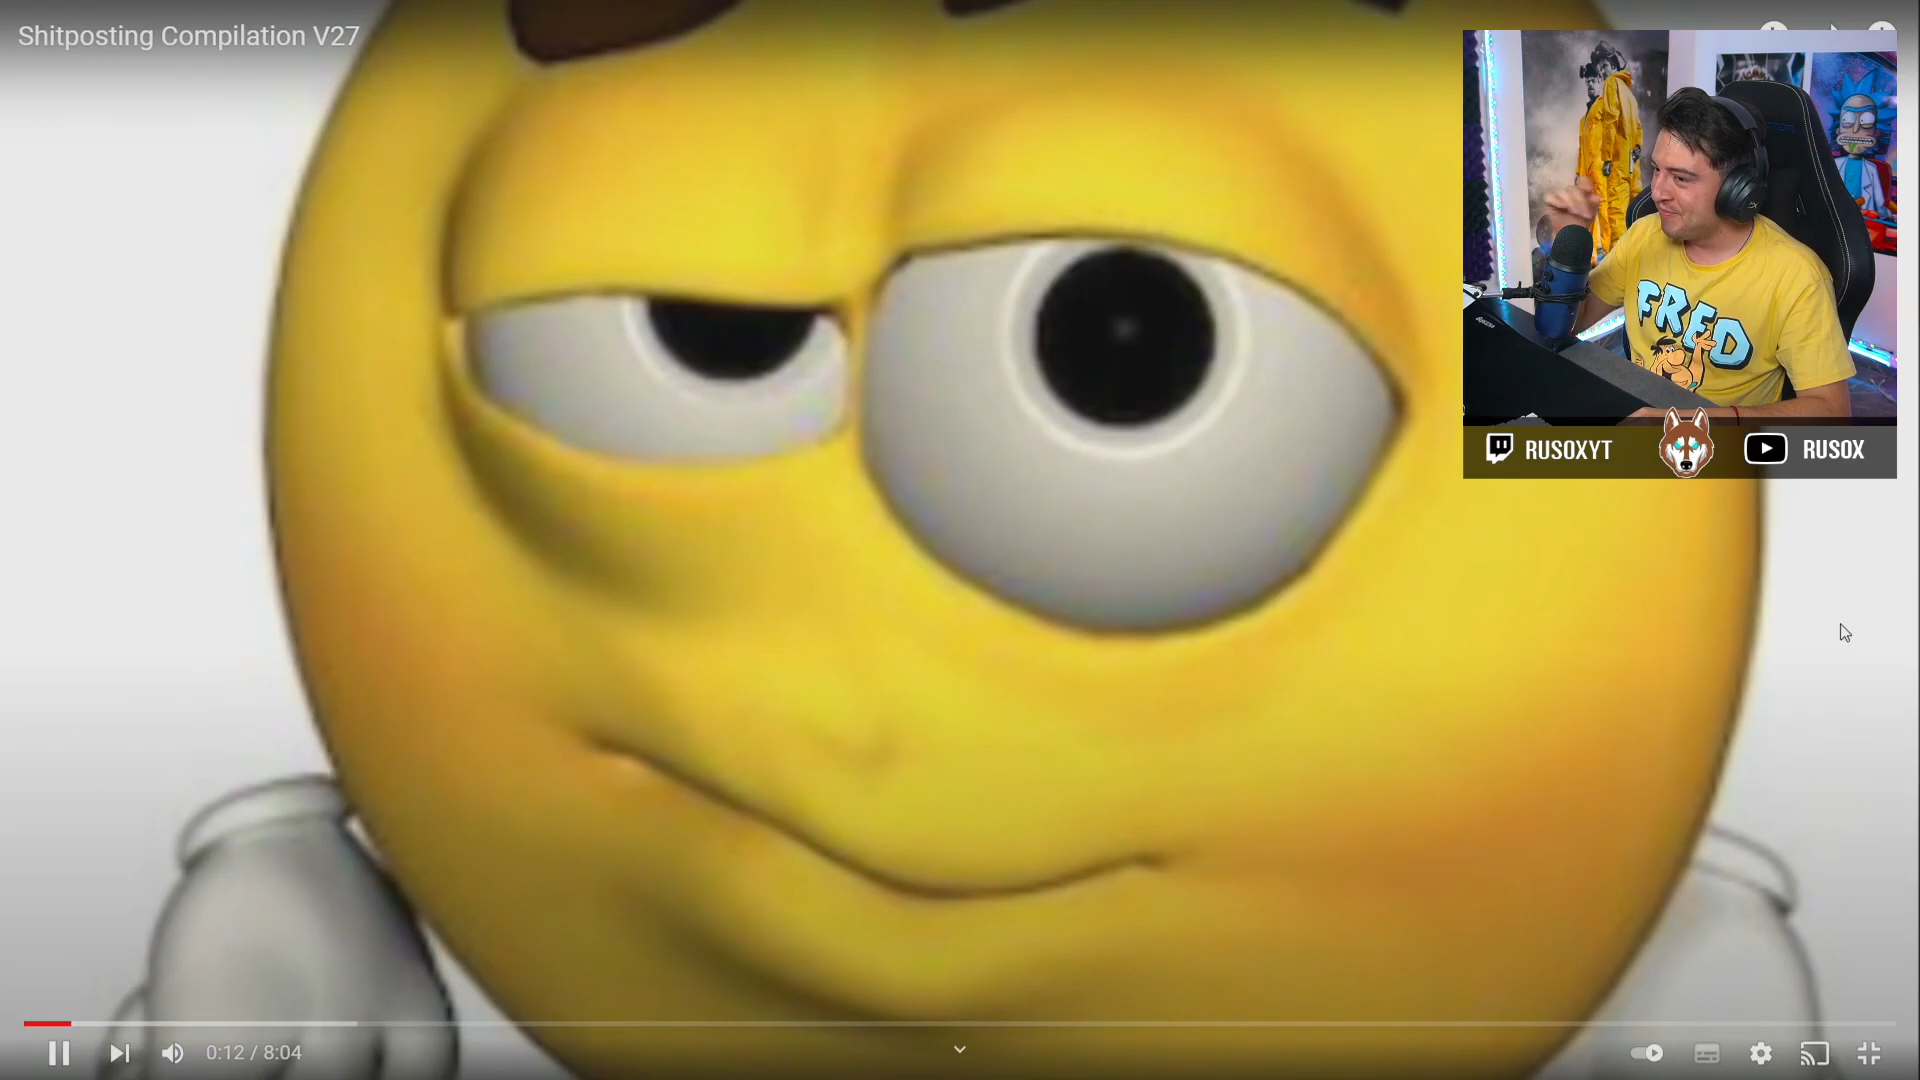 Shitposting Compilation V27
FRED
RUSOXYT
RUSOX
0:12 / 8:04